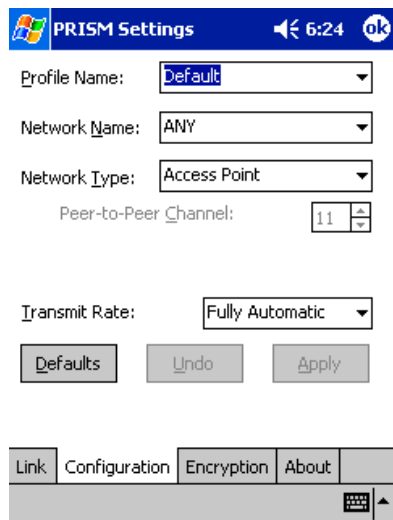 PRISM Settings 6:24 ok
Profile Name: Default
Network Name: ANY
Network Type: Access Point
Peer-to-Peer Channel: 11
Transmit Rate: Fully Automatic
Defaults Undo Apply
Link Configuration Encryption About